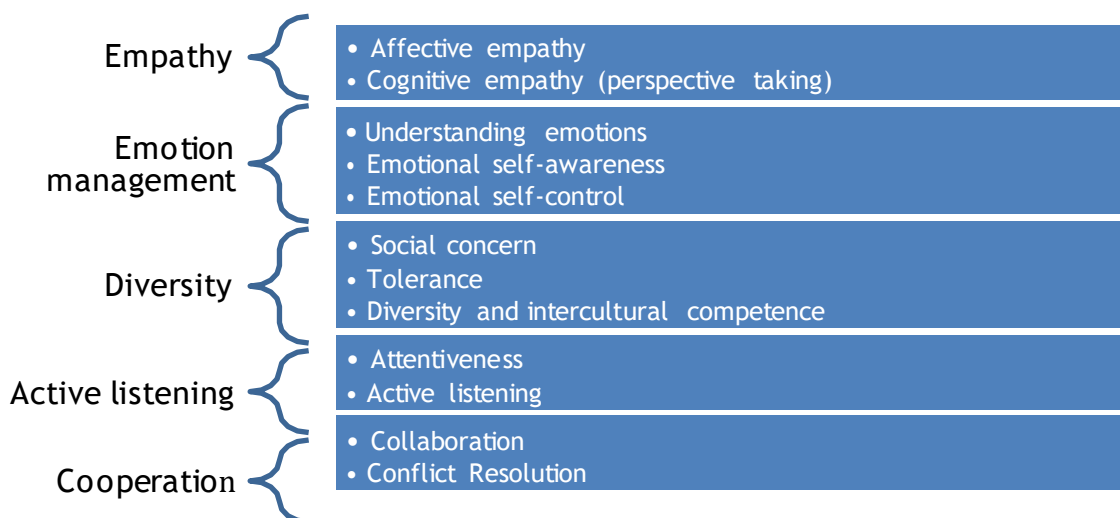 Empathy
• Affective empathy
• Cognitive empathy (perspective taking)
Emotion
management
• Understanding emotions
• Emotional self-awareness
• Emotional self-control
Diversity
• Social concern
• Tolerance
• Diversity and intercultural competence
Active listening
• Attentiveness
• Active listening
Cooperation
• Collaboration
• Conflict Resolution